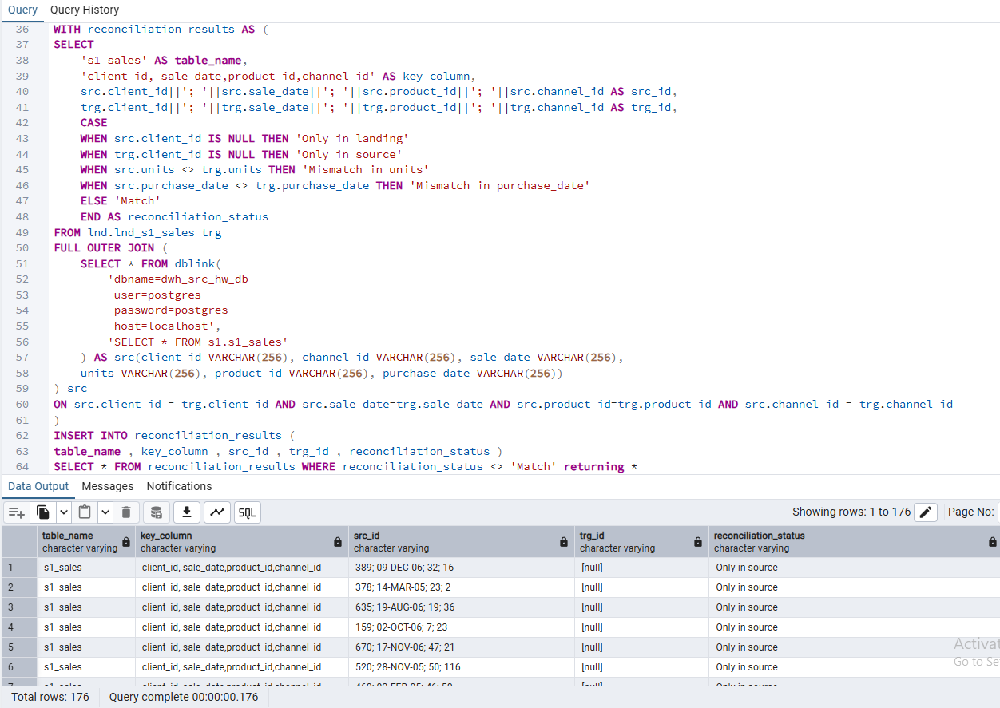 Query Query History
36 WITH reconciliation_results AS (
37 SELECT
38 's1_sales' AS table_name,
39 'client_id, sale_date,product_id,channel_id' AS key_column,
40 src.client_id||'; '||src.sale_date||'; '||src.product_id||'; '||src.channel_id AS src_id,
41 trg.client_id||'; '||trg.sale_date||'; '||trg.product_id||'; '||trg.channel_id AS trg_id,
42 CASE
43 WHEN src.client_id IS NULL THEN 'Only in landing'
44 WHEN trg.client_id IS NULL THEN 'Only in source'
45 WHEN src.units <> trg.units THEN 'Mismatch in units'
46 WHEN src.purchase_date <> trg.purchase_date THEN 'Mismatch in purchase_date'
47 ELSE 'Match'
48 END AS reconciliation_status
49 FROM lnd.lnd_s1_sales trg
50 FULL OUTER JOIN (
51 SELECT * FROM dblink(
52 'dbname=dwh_src_hw_db
53 user=postgres
54 password=postgres
55 host=localhost',
56 'SELECT * FROM s1.s1_sales'
57 ) AS src(client_id VARCHAR(256), channel_id VARCHAR(256), sale_date VARCHAR(256),
58 units VARCHAR(256), product_id VARCHAR(256), purchase_date VARCHAR(256))
59 ) src
60 ON src.client_id = trg.client_id AND src.sale_date=trg.sale_date AND src.product_id=trg.product_id AND src.channel_id = trg.channel_id
61 )
62 INSERT INTO reconciliation_results (
63 table_name , key_column , src_id , trg_id , reconciliation_status )
64 SELECT * FROM reconciliation_results WHERE reconciliation_status <> 'Match' returning *
Data Output Messages Notifications
SQL Showing rows: 1 to 176 Page No:
table_name key_column src_id trg_id reconciliation_status
character varying character varying character varying character varying character varying
1 s1_sales client_id, sale_date,product_id,channel_id 389; 09-DEC-06; 32; 16 [null] Only in source
2 s1_sales client_id, sale_date,product_id,channel_id 378; 14-MAR-05; 23; 2 [null] Only in source
3 s1_sales client_id, sale_date,product_id,channel_id 635; 19-AUG-06; 19; 36 [null] Only in source
4 s1_sales client_id, sale_date,product_id,channel_id 159; 02-OCT-06; 7; 23 [null] Only in source
5 s1_sales client_id, sale_date,product_id,channel_id 670; 17-NOV-06; 47; 21 [null] Only in source
6 s1_sales client_id, sale_date,product_id,channel_id 520; 28-NOV-05; 50; 116 [null] Only in source
Activat
Go to Se
Total rows: 176 Query complete 00:00:00.176